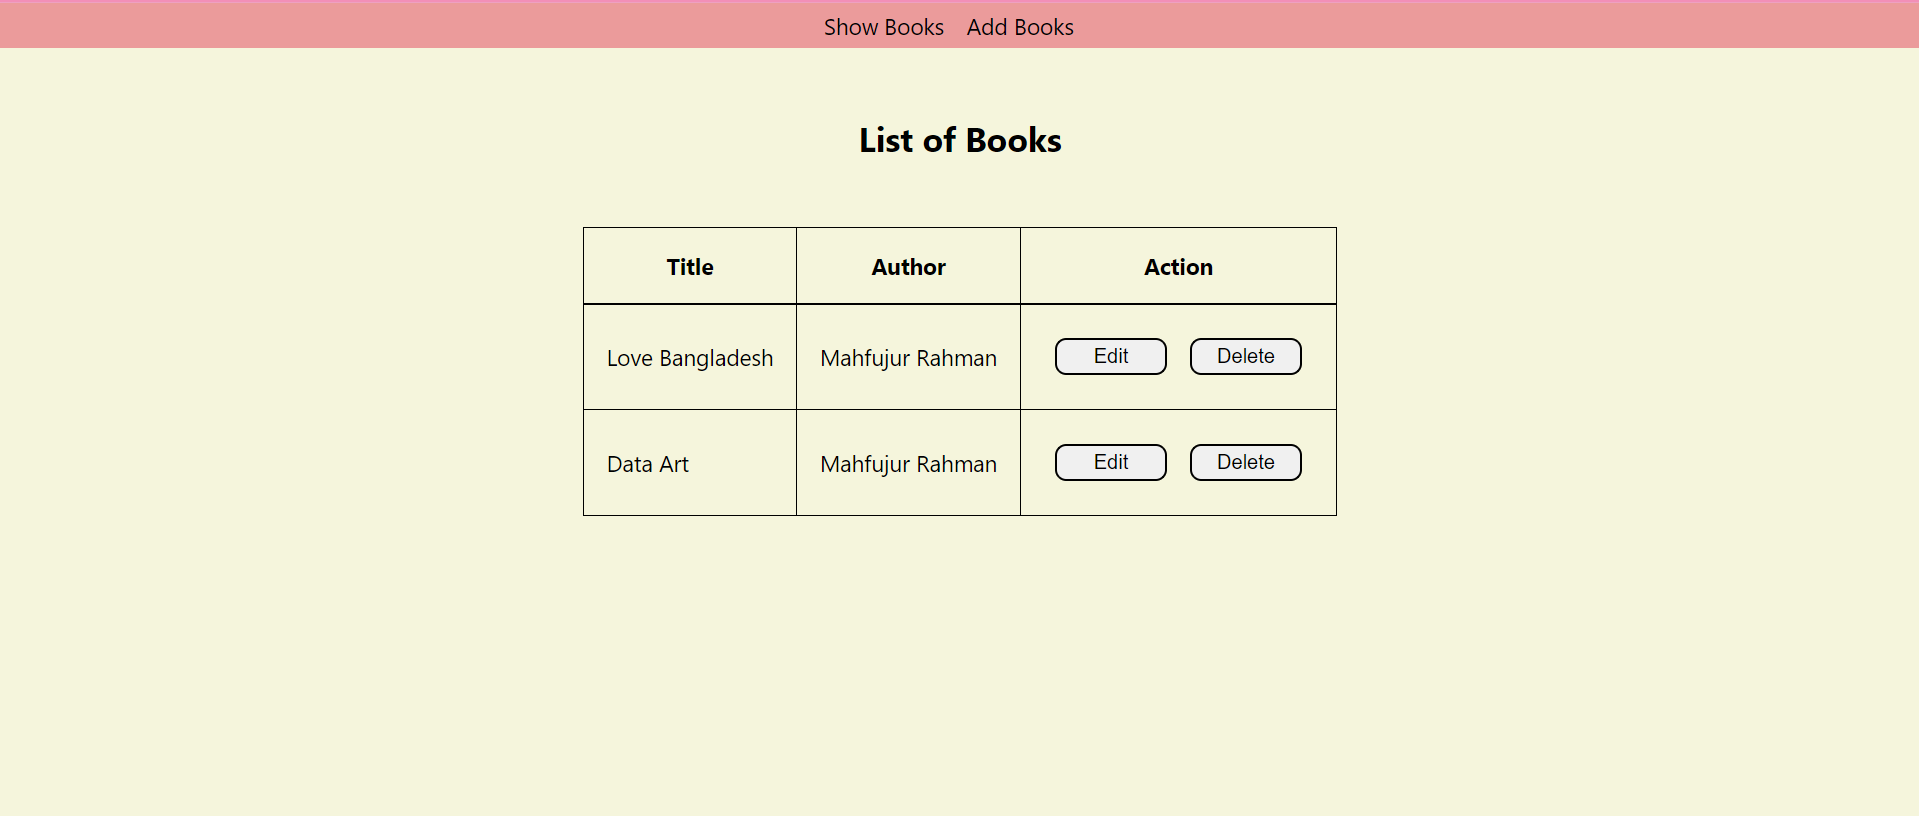 Show Books Add Books
List of Books
Title Author Action
Love Bangladesh Mahfujur Rahman Edit Delete
Data Art Mahfujur Rahman Edit Delete